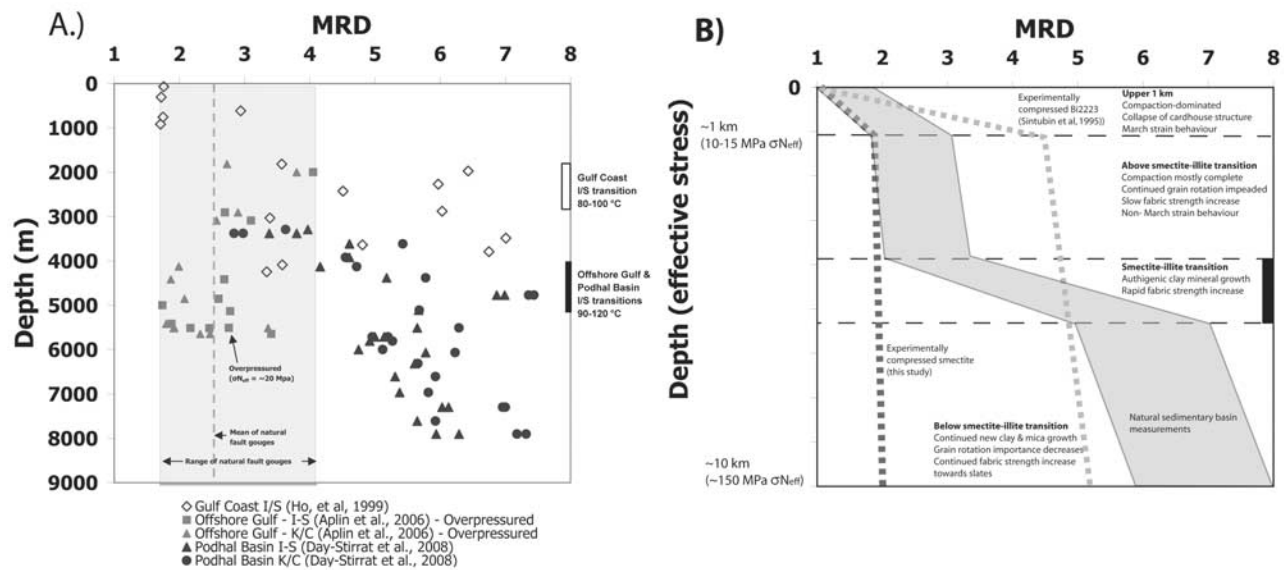 A.)
MRD
1 2 3 4 5 6 7 8
0
1000
2000
3000
4000
5000
6000
7000
8000
9000
Depth (m)
Gulf Coast
I/S transition
80-100 °C
Offshore Gulf &
Podhal Basin
I/S transitions
90-120 °C
Overpressured
(σN_eff = ~20 Mpa)
Mean of natural
fault gouges
Range of natural fault gouges
Gulf Coast I/S (Ho, et al, 1999)
Offshore Gulf - I-S (Aplin et al., 2006) - Overpressured
Offshore Gulf - K/C (Aplin et al., 2006) - Overpressured
Podhal Basin I-S (Day-Stirrat et al., 2008)
Podhal Basin K/C (Day-Stirrat et al., 2008)
B)
MRD
1 2 3 4 5 6 7 8
0
~1 km
(10-15 MPa σN_eff)
~10 km
(~150 MPa σN_eff)
Depth (effective stress)
Experimentally
compressed Bi2223
(Sintubin et al, 1995))
Upper 1 km
Compaction-dominated
Collapse of cardhouse structure
March strain behaviour
Above smectite-illite transition
Compaction mostly complete
Continued grain rotation impeaded
Slow fabric strength increase
Non- March strain behaviour
Smectite-illite transition
Authigenic clay mineral growth
Rapid fabric strength increase
Experimentally
compressed smectite
(this study)
Below smectite-illite transition
Continued new clay & mica growth
Grain rotation importance decreases
Continued fabric strength increase
towards slates
Natural sedimentary basin
measurements